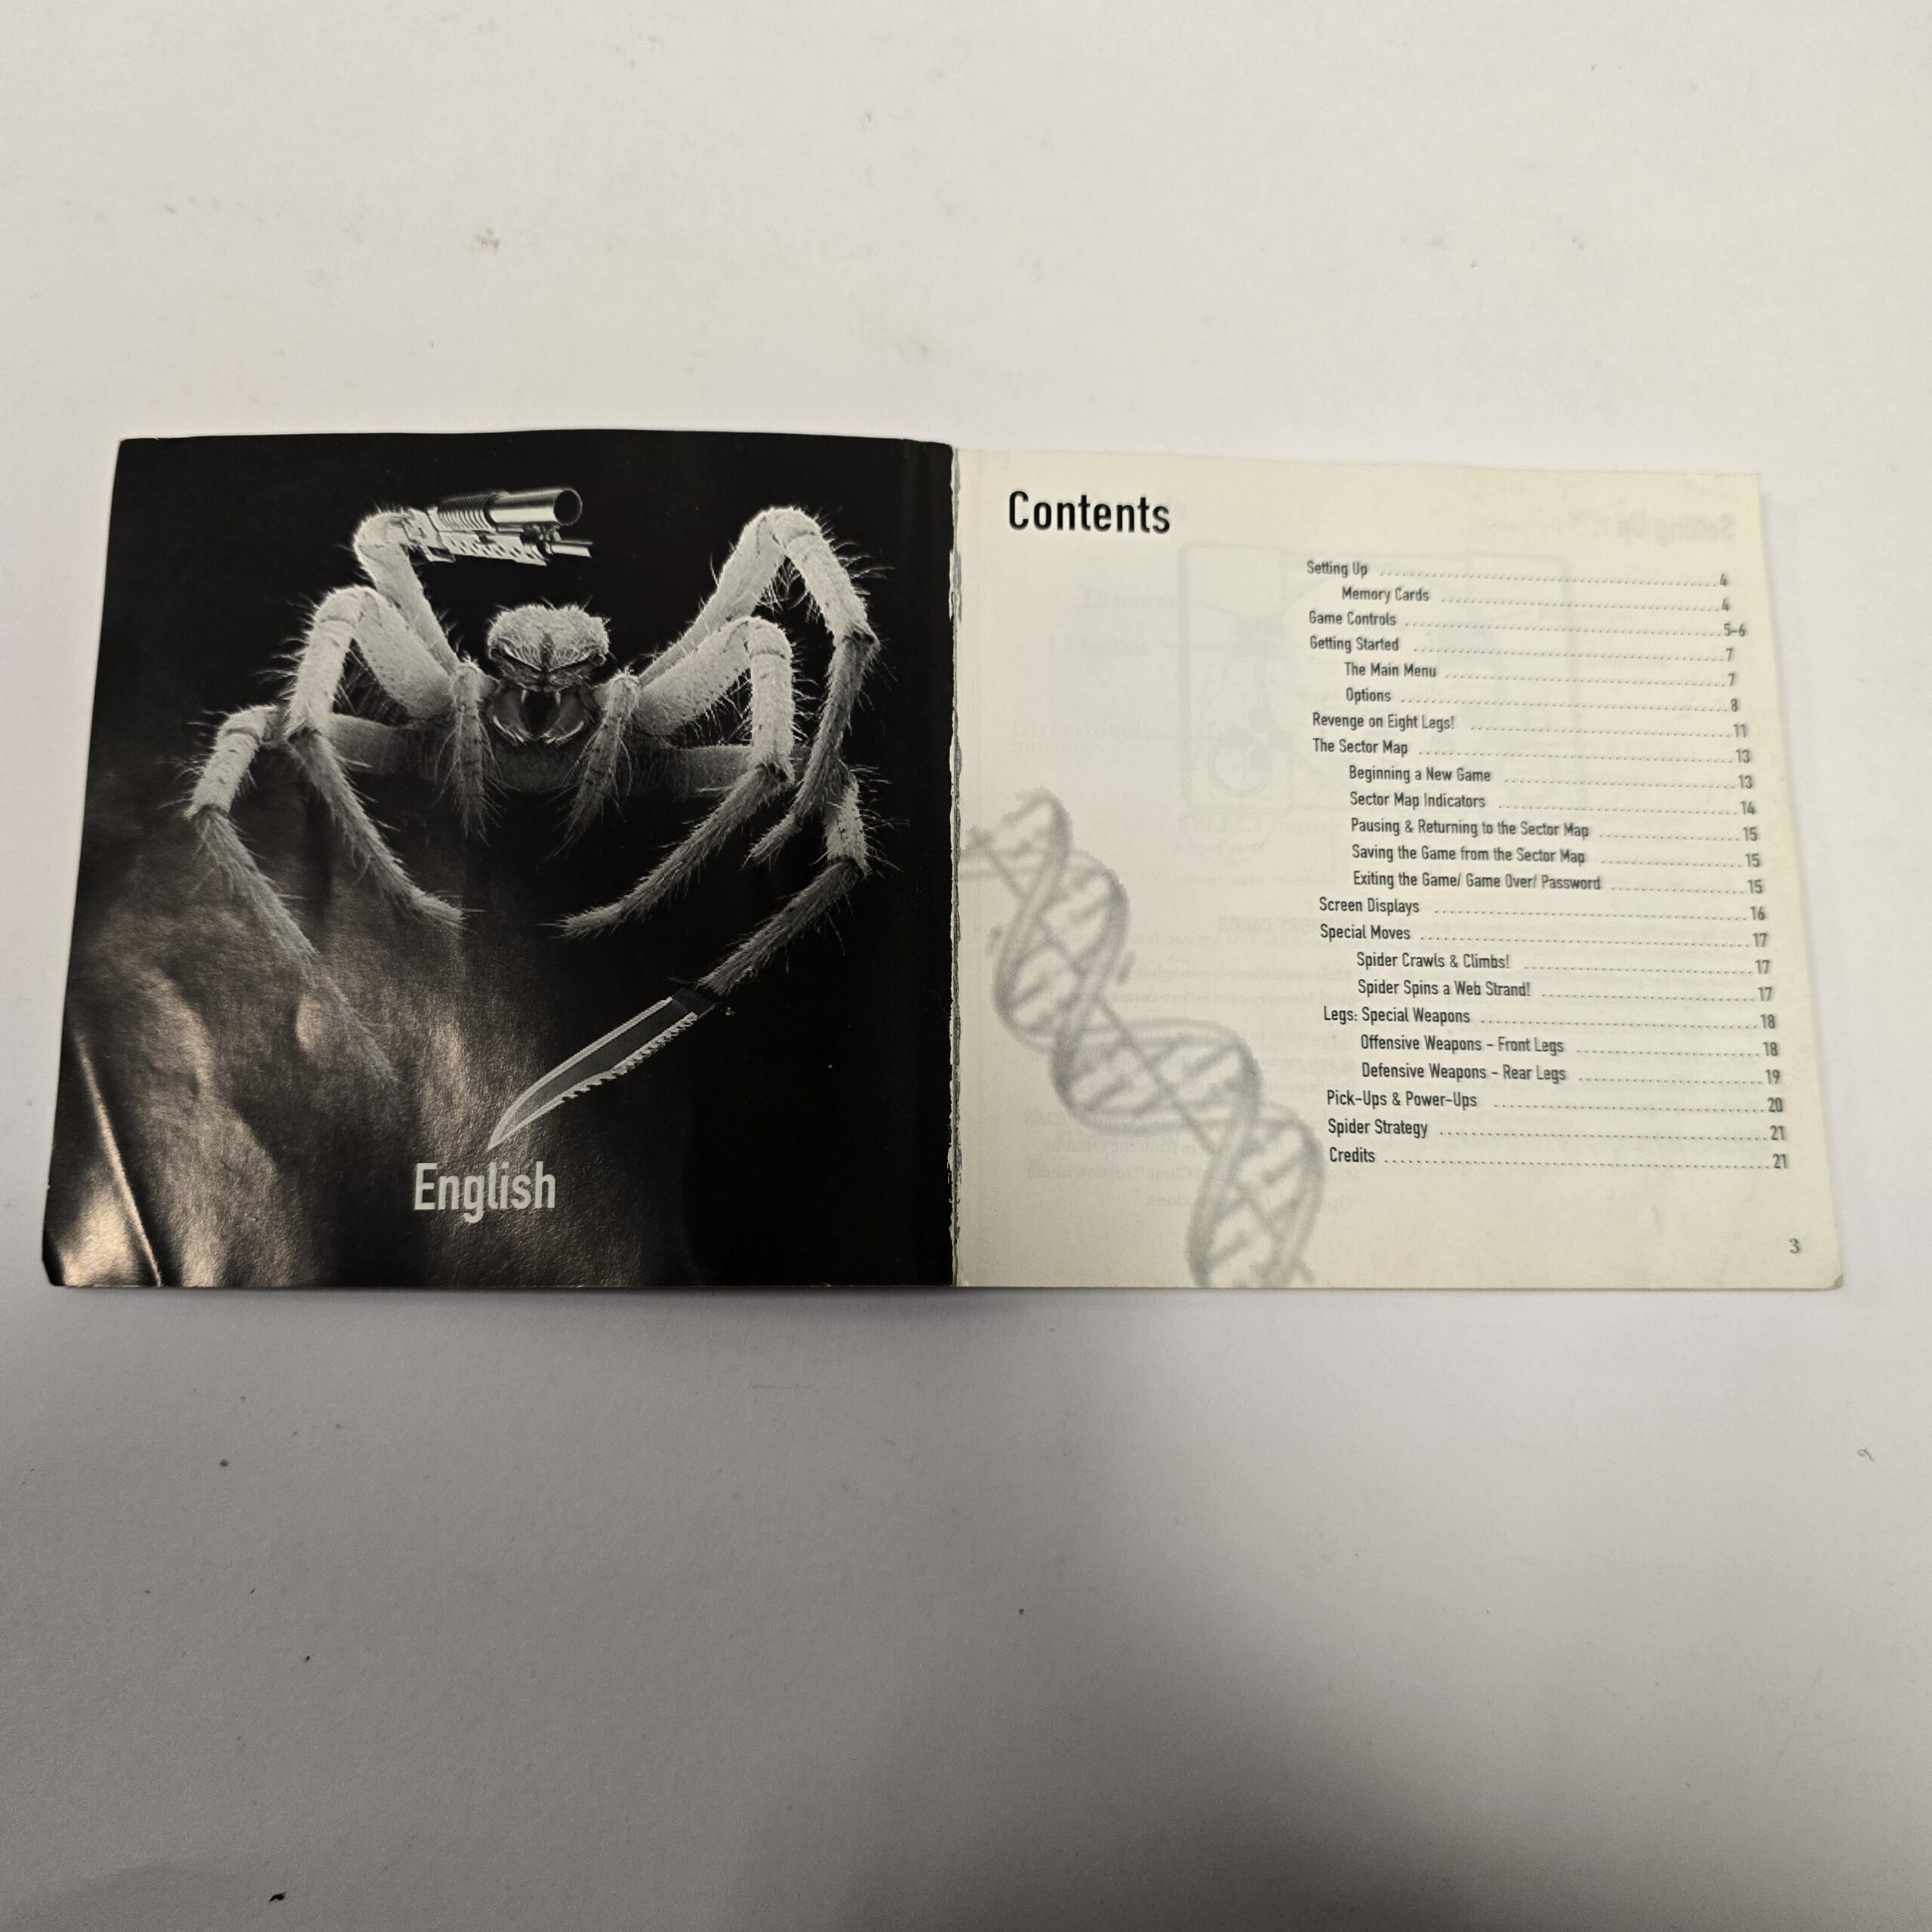 English
Contents
Setting Up ........ 4
Memory Cards ........ 4
Game Controls ........ 5-6
Getting Started ........ 7
The Main Menu ........ 7
Options ........ 8
Revenge on Eight Legs! ........ 11
The Sector Map ........ 13
Beginning a New Game ........ 13
Sector Map Indicators ........ 14
Pausing & Returning to the Sector Map ........ 15
Saving the Game from the Sector Map ........ 15
Exiting the Game/ Game Over/ Password ........ 15
Screen Displays ........ 16
Special Moves ........ 17
Spider Crawls & Climbs! ........ 17
Spider Spins a Web Strand! ........ 17
Legs: Special Weapons ........ 18
Offensive Weapons - Front Legs ........ 18
Defensive Weapons - Rear Legs ........ 19
Pick-Ups & Power-Ups ........ 20
Spider Strategy ........ 21
Credits ........ 21
3